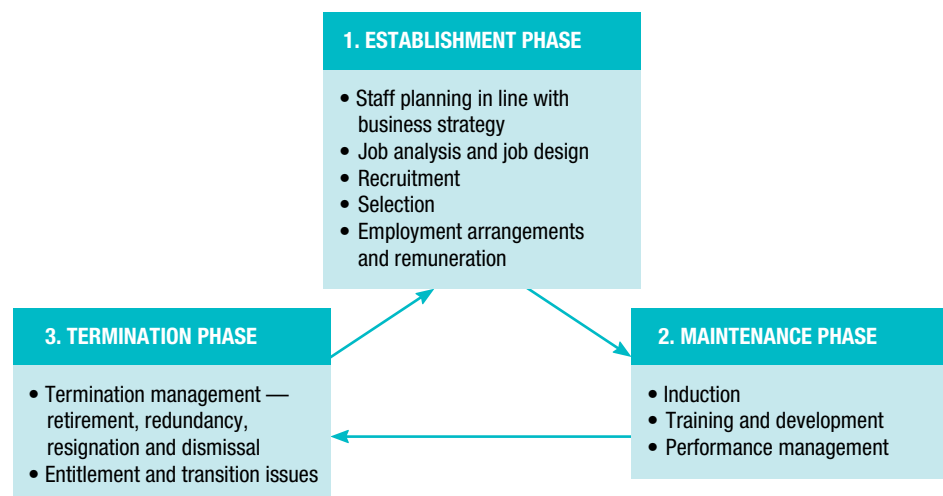 1. ESTABLISHMENT PHASE
• Staff planning in line with
business strategy
• Job analysis and job design
• Recruitment
• Selection
• Employment arrangements
and remuneration
3. TERMINATION PHASE
• Termination management —
retirement, redundancy,
resignation and dismissal
• Entitlement and transition issues
2. MAINTENANCE PHASE
• Induction
• Training and development
• Performance management